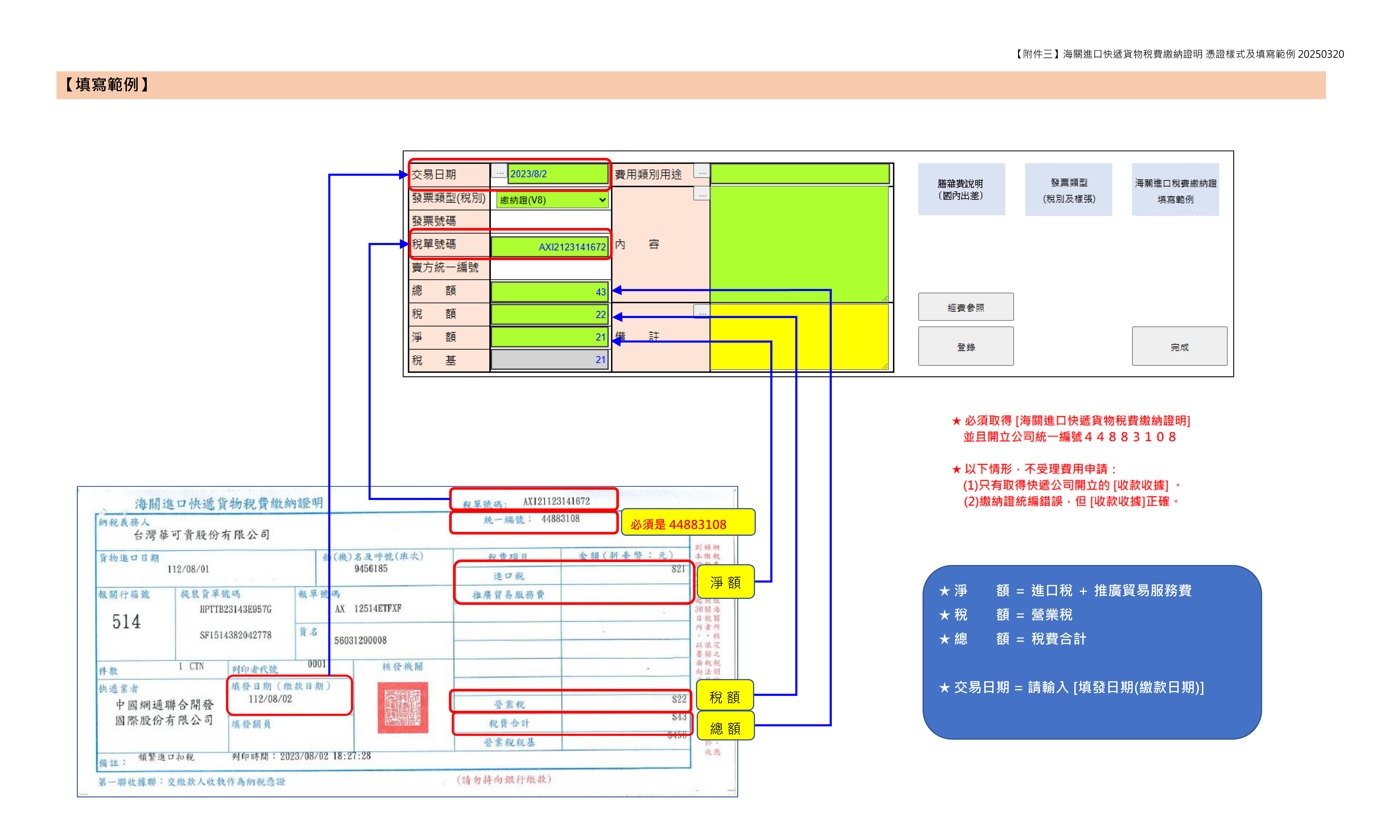 【附件三】海關進口快遞貨物稅費繳納證明 憑證樣式及填寫範例 20250320
【填寫範例】
交易日期
...
2023/8/2
費用類別用途
...
發票類型(稅別)
繳納證(V8)
...
發票號碼
稅單號碼
AXI2123141672
內 容
賣方統一編號
總 額
43
稅 額
22
...
淨 額
21
備 註
稅 基
21
膳雜費說明
(國內出差)
發票類型
(稅別及樣張)
海關進口稅費繳納證
填寫範例
經費參照
登錄
完成
★ 必須取得 [海關進口快遞貨物稅費繳納證明]
並且開立公司統一編號４４８８３１０８
★ 以下情形，不受理費用申請：
(1)只有取得快遞公司開立的 [收款收據] 。
(2)繳納證統編錯誤，但 [收款收據]正確。
海關進口快遞貨物稅費繳納證明
稅單號碼: AXI21123141672
統一編號： 44883108
必須是 44883108
納稅義務人
台灣華可貴股份有限公司
貨物進口日期
112/08/01
船(機)名及呼號(班次)
9456185
稅費項目
金額(新臺幣：元)
進口稅
$21
推廣貿易服務費
淨 額
報關行箱號
514
提裝貨單號碼
HPTTB23143E957G
SF1514382042778
報單號碼
AX 12514ETFXF
貨名
56031290008
件數
1 CTN
列印者代號
0001
核發機關
快遞業者
中國網通聯合開發
國際股份有限公司
填發日期(繳款日期)
112/08/02
填發關員
營業稅
$22
稅 額
稅費合計
$43
總 額
營業稅稅基
$456
備註： 頻繁進口扣稅
列印時間：2023/08/02 18:27:28
第一聯收據聯：交繳款人收執作為納稅憑證
(請勿持向銀行繳款)
★ 淨 額 = 進口稅 + 推廣貿易服務費
★ 稅 額 = 營業稅
★ 總 額 = 稅費合計
★ 交易日期 = 請輸入 [填發日期(繳款日期)]